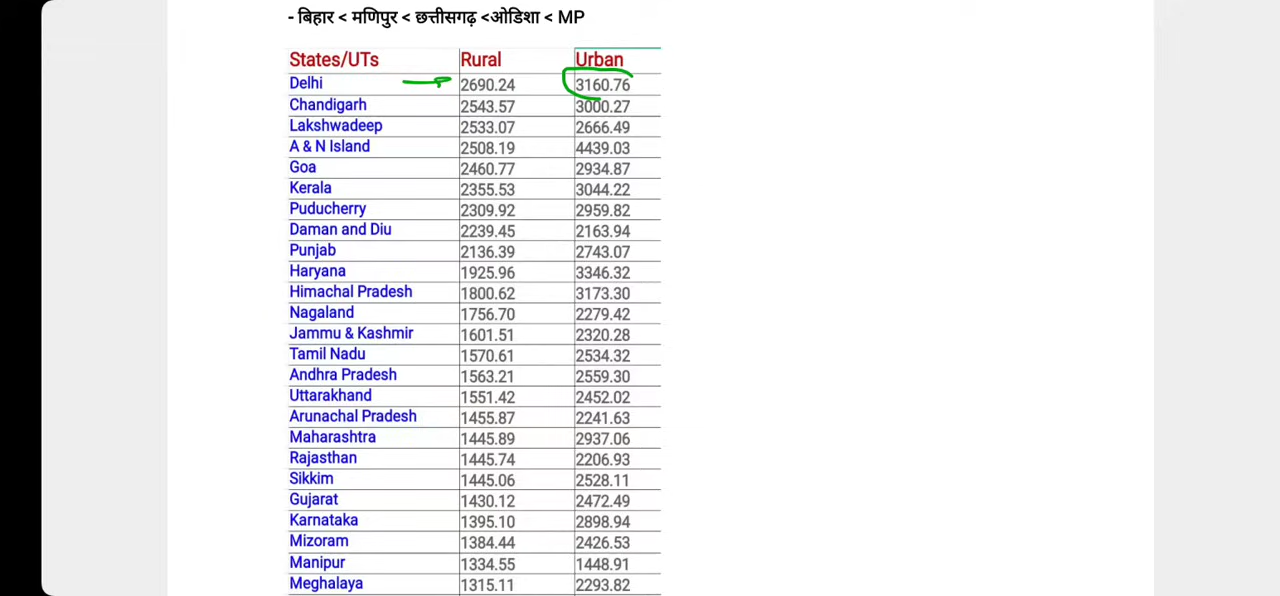 - बिहार < मणिपुर < छत्तीसगढ़ <ओडिशा < MP
States/UTs Rural Urban
Delhi 2690.24 3160.76
Chandigarh 2543.57 3000.27
Lakshwadeep 2533.07 2666.49
A & N Island 2508.19 4439.03
Goa 2460.77 2934.87
Kerala 2355.53 3044.22
Puducherry 2309.92 2959.82
Daman and Diu 2239.45 2163.94
Punjab 2136.39 2743.07
Haryana 1925.96 3346.32
Himachal Pradesh 1800.62 3173.30
Nagaland 1756.70 2279.42
Jammu & Kashmir 1601.51 2320.28
Tamil Nadu 1570.61 2534.32
Andhra Pradesh 1563.21 2559.30
Uttarakhand 1551.42 2452.02
Arunachal Pradesh 1455.87 2241.63
Maharashtra 1445.89 2937.06
Rajasthan 1445.74 2206.93
Sikkim 1445.06 2528.11
Gujarat 1430.12 2472.49
Karnataka 1395.10 2898.94
Mizoram 1384.44 2426.53
Manipur 1334.55 1448.91
Meghalaya 1315.11 2293.82